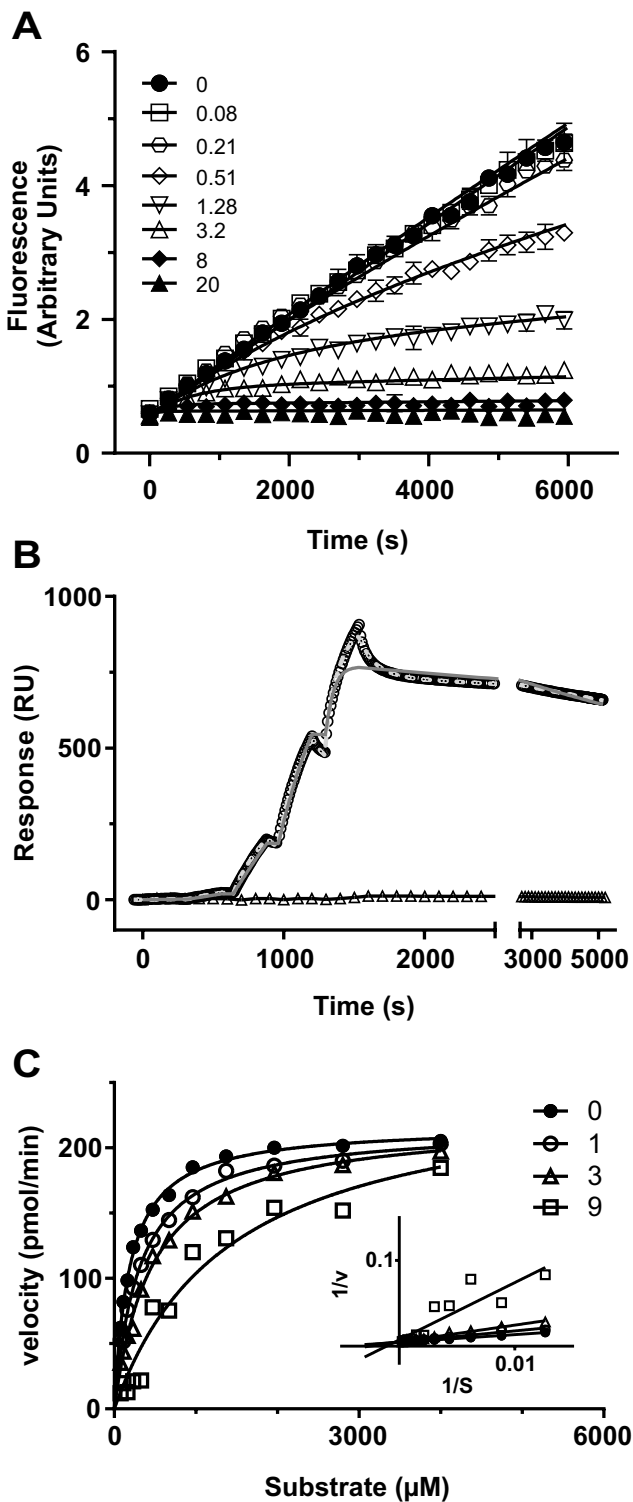 A
6
4
2
0
Fluorescence
(Arbitrary Units)
0
0.08
0.21
0.51
1.28
3.2
8
20
0 2000 4000 6000
Time (s)
B
1000
500
0
Response (RU)
0 1000 2000 3000 5000
Time (s)
C
200
100
0
velocity (pmol/min)
0
1
3
9
0.1
1/v
0.01
1/S
0 3000 6000
Substrate (µM)